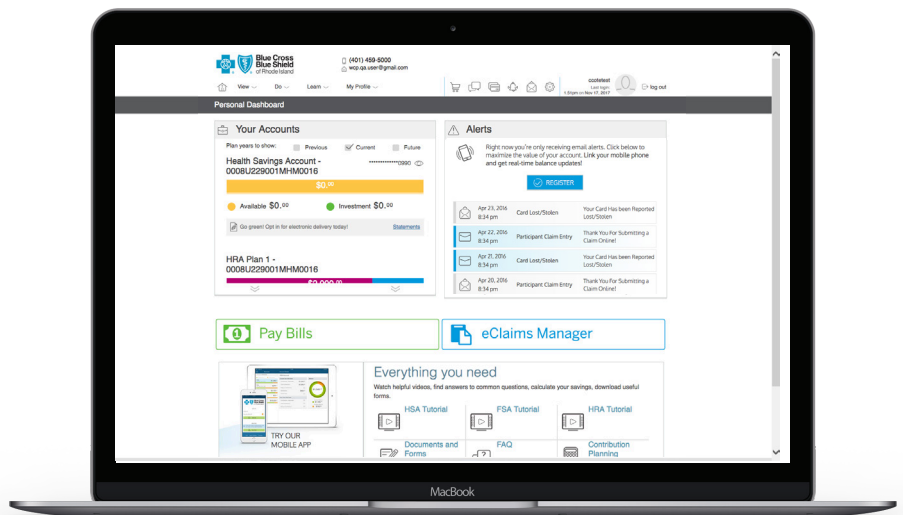 Blue Cross
Blue Shield
of Rhode Island
(401) 459-5000
wcp.qa.user@gmail.com
View
Do
Learn
My Profile
ccotetest
Last login:
1:31pm on Nov 17, 2017
log out
Personal Dashboard
Your Accounts
Plan years to show:
Previous
Current
Future
Health Savings Account -
0008U229001MHM0016
************0990
$0.00
Available $0.00
Investment $0.00
Go green! Opt in for electronic delivery today!
Statements
HRA Plan 1 -
0008U229001MHM0016
Alerts
Right now you're only receiving email alerts. Click below to
maximize the value of your account. Link your mobile phone
and get real-time balance updates!
REGISTER
Apr 23, 2016
8:34 pm
Card Lost/Stolen
Your Card Has been Reported
Lost/Stolen
Apr 22, 2016
8:34 pm
Participant Claim Entry
Thank You For Submitting a
Claim Online!
Apr 21, 2016
8:34 pm
Card Lost/Stolen
Your Card Has been Reported
Lost/Stolen
Apr 20, 2016
8:34 pm
Participant Claim Entry
Thank You For Submitting a
Claim Online!
Pay Bills
eClaims Manager
TRY OUR
MOBILE APP
Everything you need
Watch helpful videos, find answers to common questions, calculate your savings, download useful
forms.
HSA Tutorial
FSA Tutorial
HRA Tutorial
Documents and
Forms
FAQ
Contribution
Planning
MacBook